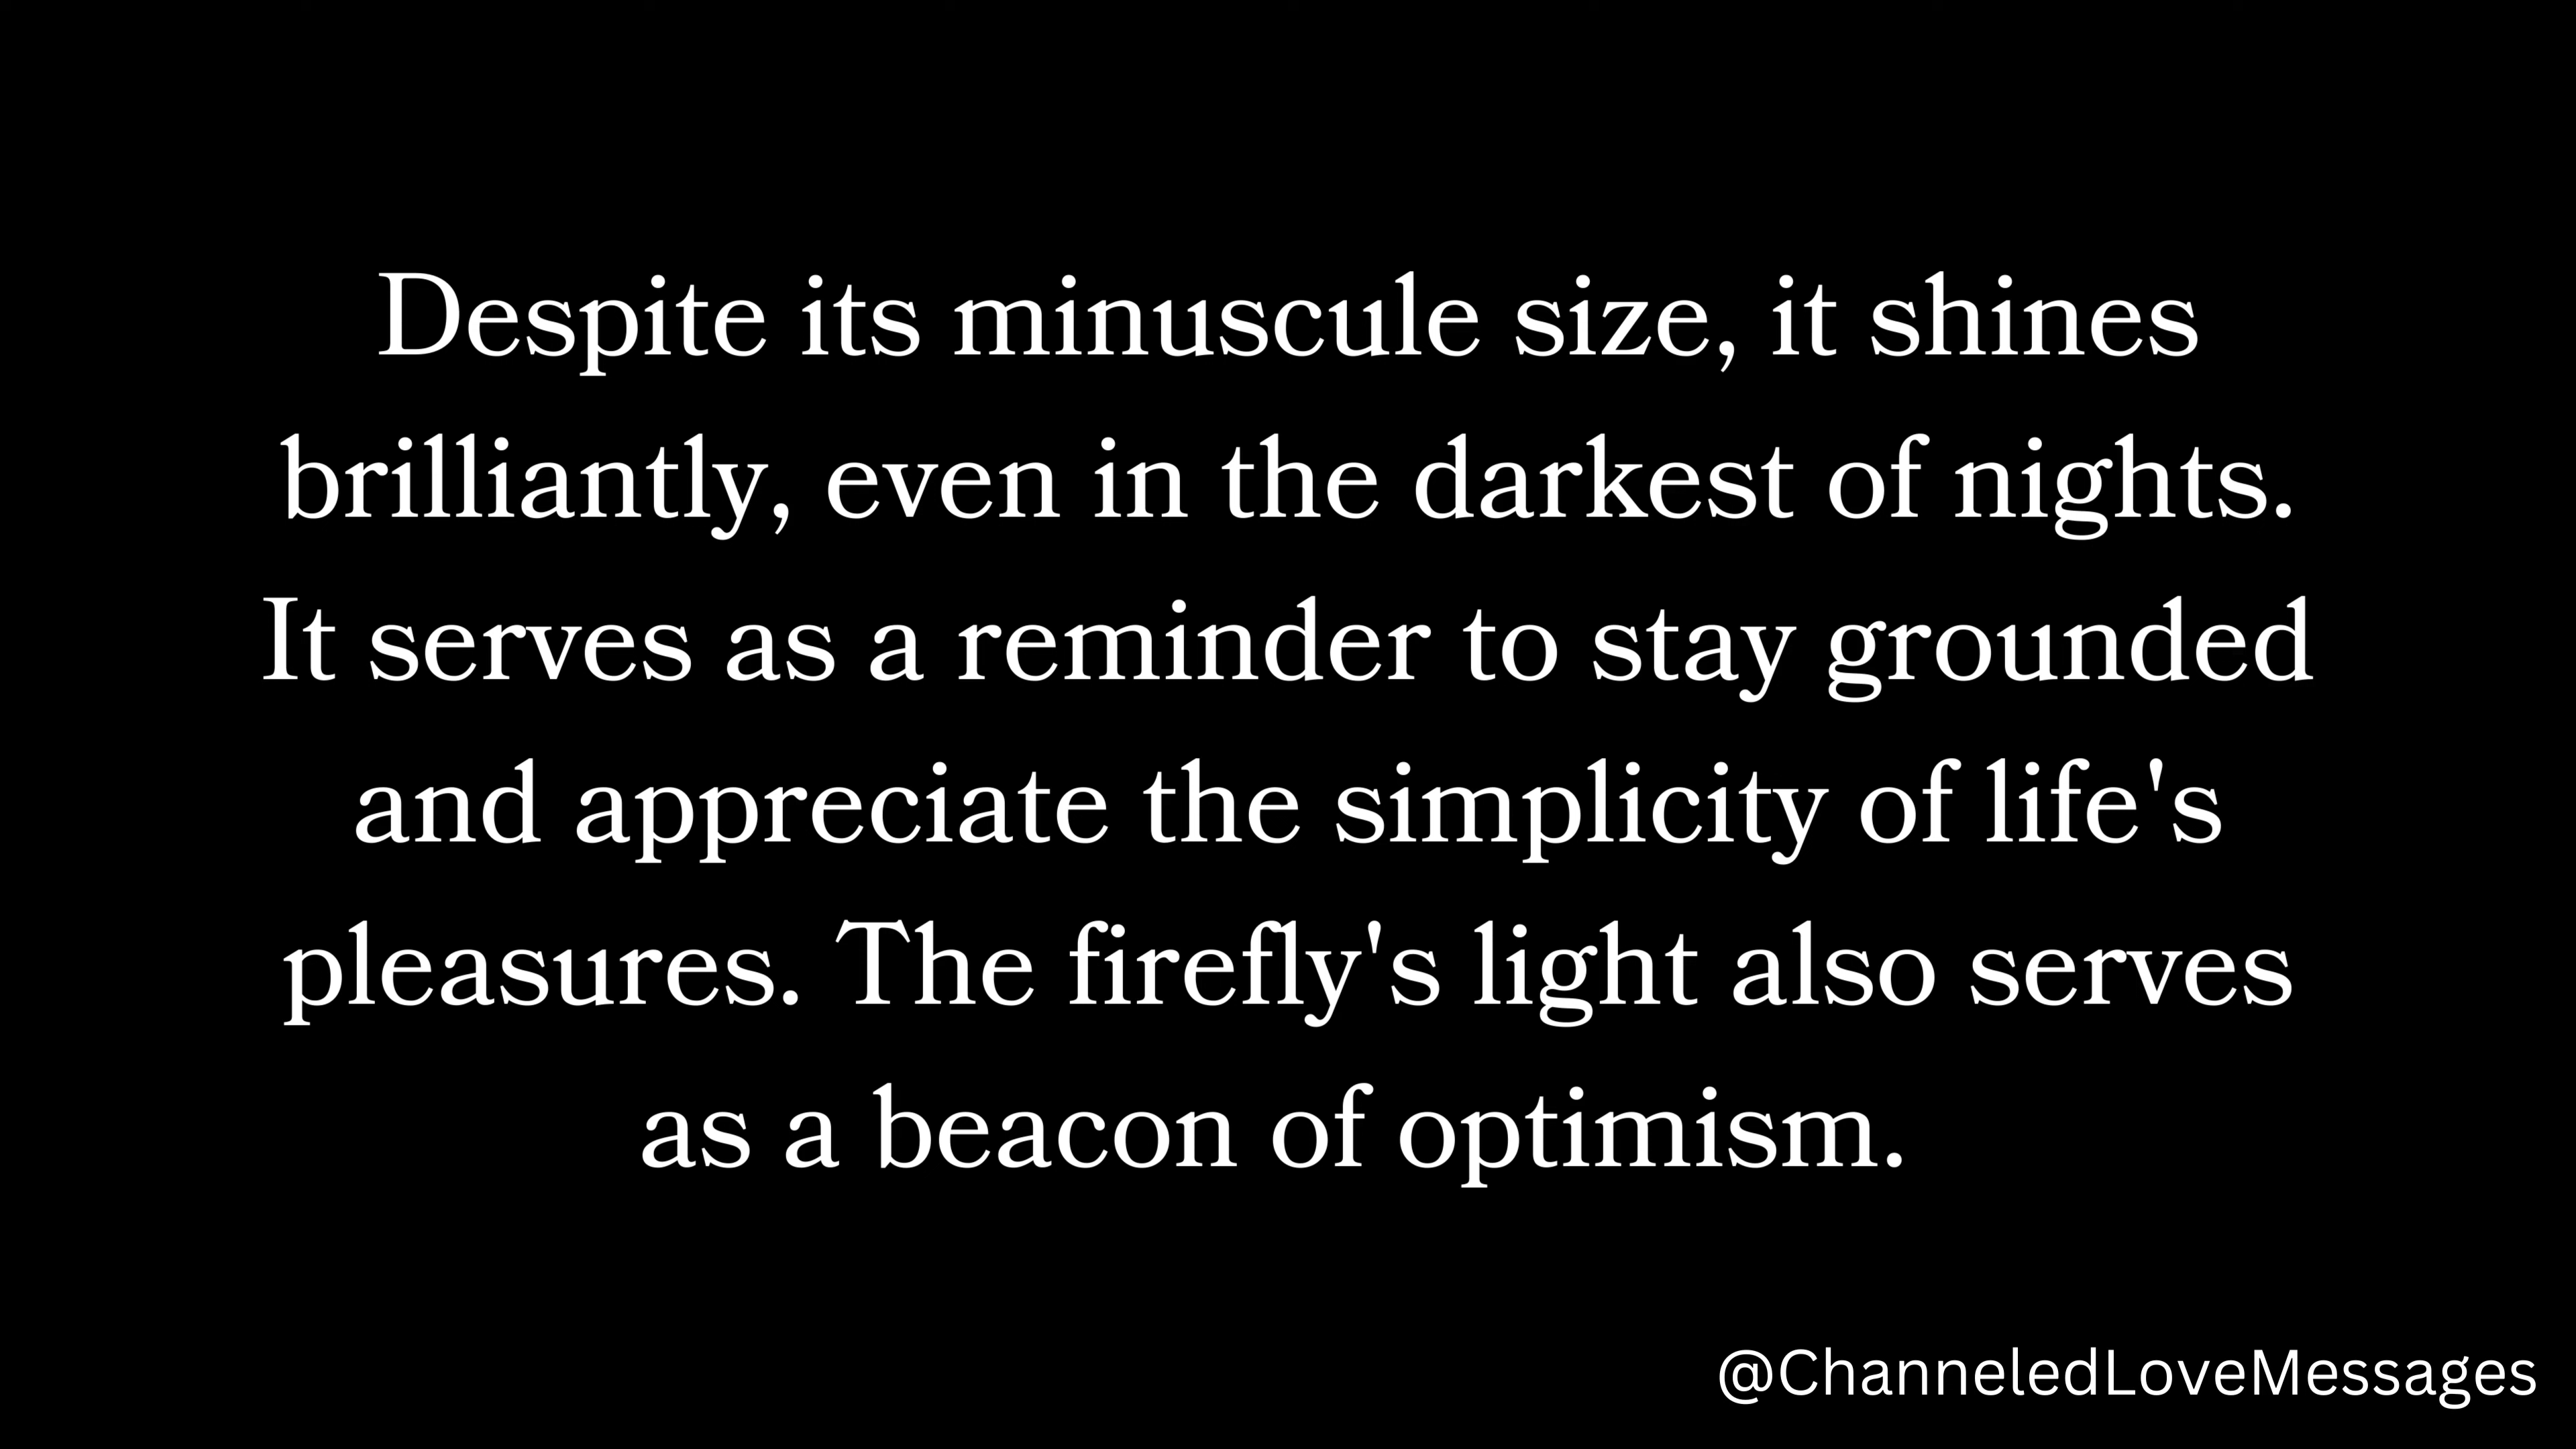 Despite its minuscule size, it shines
brilliantly, even in the darkest of nights.
It serves as a reminder to stay grounded
and appreciate the simplicity of life's
pleasures. The firefly's light also serves
as a beacon of optimism.
@ChanneledLoveMessages